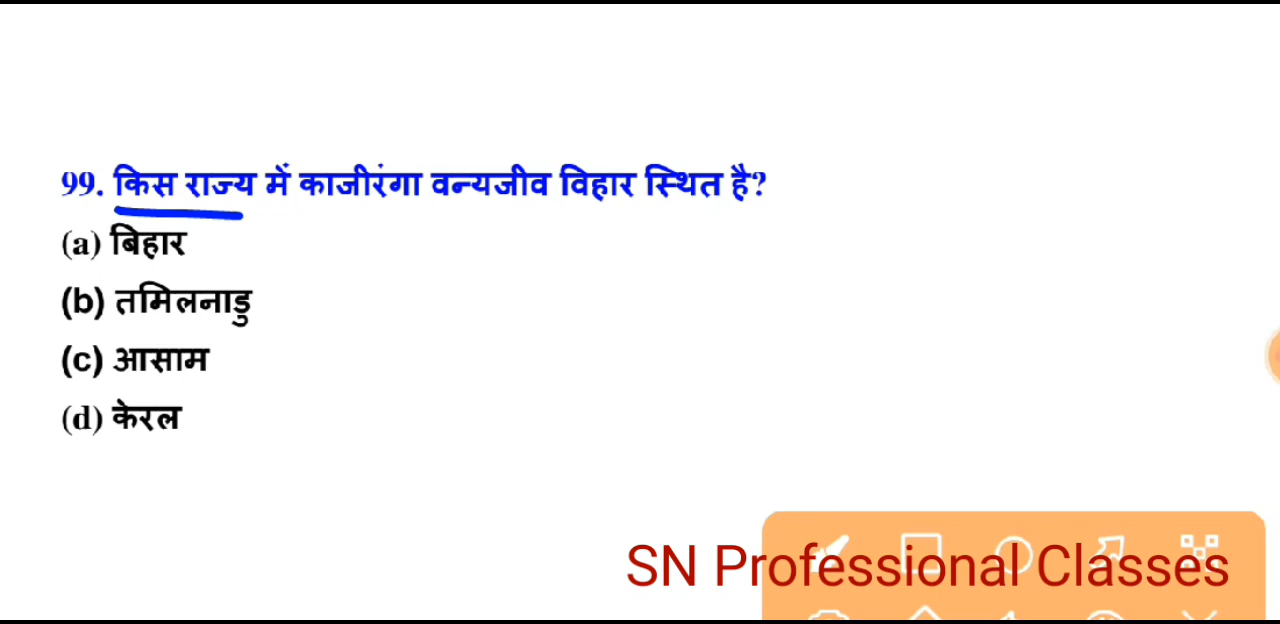 99. किस राज्य में काजीरंगा वन्यजीव विहार स्थित है?
(a) बिहार
(b) तमिलनाडु
(c) आसाम
(d) केरल
SN Professional Classes